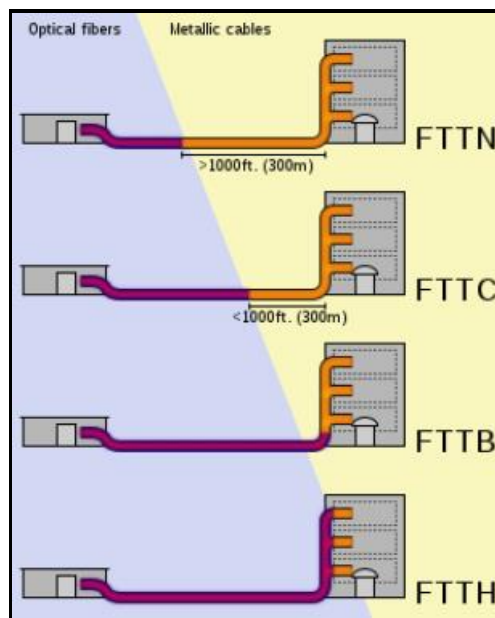 Optical fibers Metallic cables
FTTN
>1000ft. (300m)
FTTC
<1000ft. (300m)
FTTB
FTTH